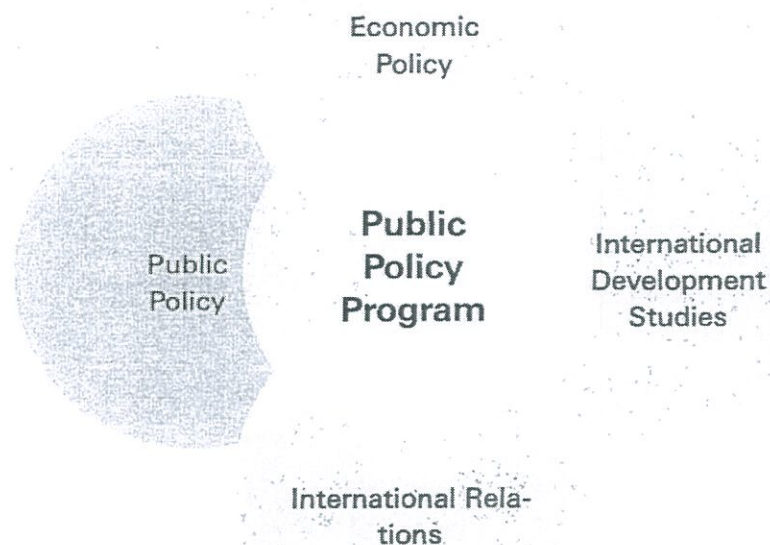 Economic
Policy
Public
Policy
Public
Policy
Program
International
Development
Studies
International Rela-
tions